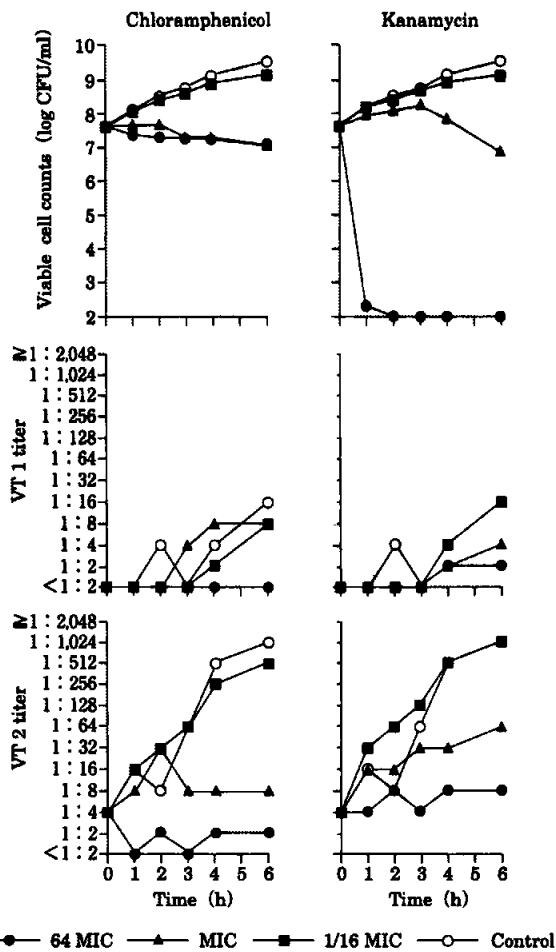 Chloramphenicol
Kanamycin
Viable cell counts (log CFU/ml)
10
9
8
7
6
5
4
3
2
VT 1 titer
≥ 1 : 2,048
1 : 1,024
1 : 512
1 : 256
1 : 128
1 : 64
1 : 32
1 : 16
1 : 8
1 : 4
1 : 2
< 1 : 2
VT 2 titer
≥ 1 : 2,048
1 : 1,024
1 : 512
1 : 256
1 : 128
1 : 64
1 : 32
1 : 16
1 : 8
1 : 4
1 : 2
< 1 : 2
0 1 2 3 4 5 6
0 1 2 3 4 5 6
Time (h)
Time (h)
64 MIC
MIC
1/16 MIC
Control